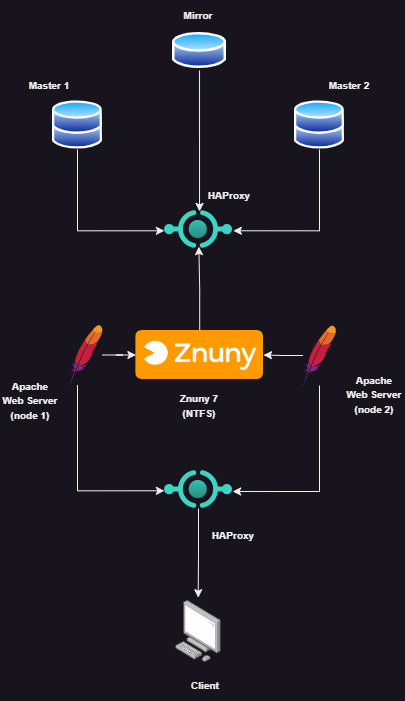 Mirror
Master 1
Master 2
HAProxy
Znuny
Apache
Web Server
(node 1)
Znuny 7
(NTFS)
Apache
Web Server
(node 2)
HAProxy
Client